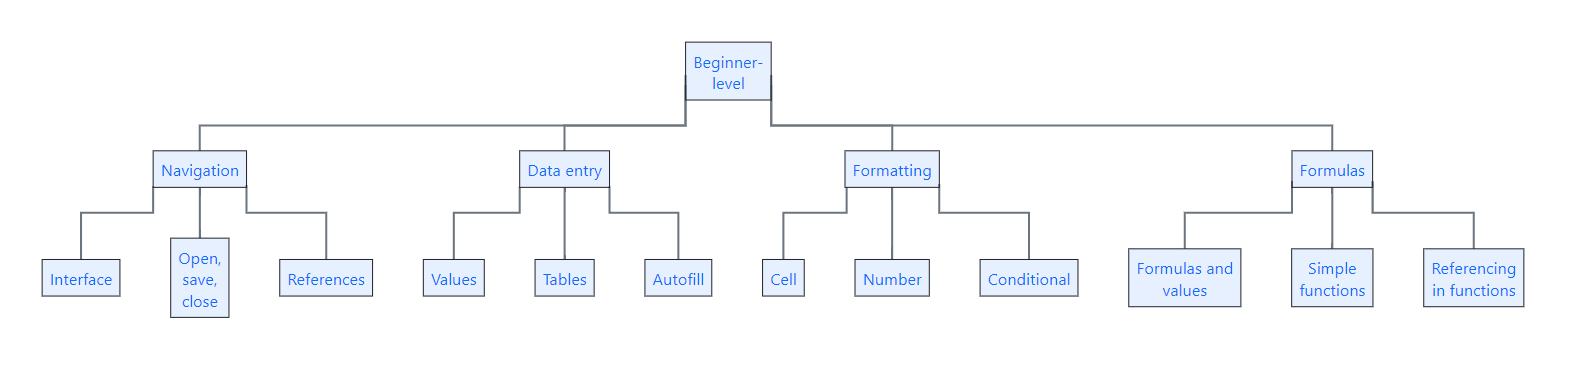 Beginner-
level
Navigation
Data entry
Formatting
Formulas
Interface
Open,
save,
close
References
Values
Tables
Autofill
Cell
Number
Conditional
Formulas and
values
Simple
functions
Referencing
in functions